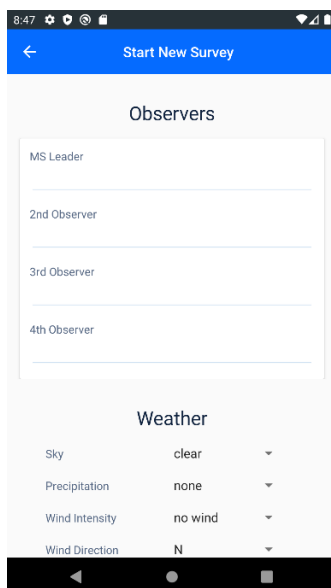 8:47
Start New Survey
Observers
MS Leader
2nd Observer
3rd Observer
4th Observer
Weather
Sky clear
Precipitation none
Wind Intensity no wind
Wind Direction N